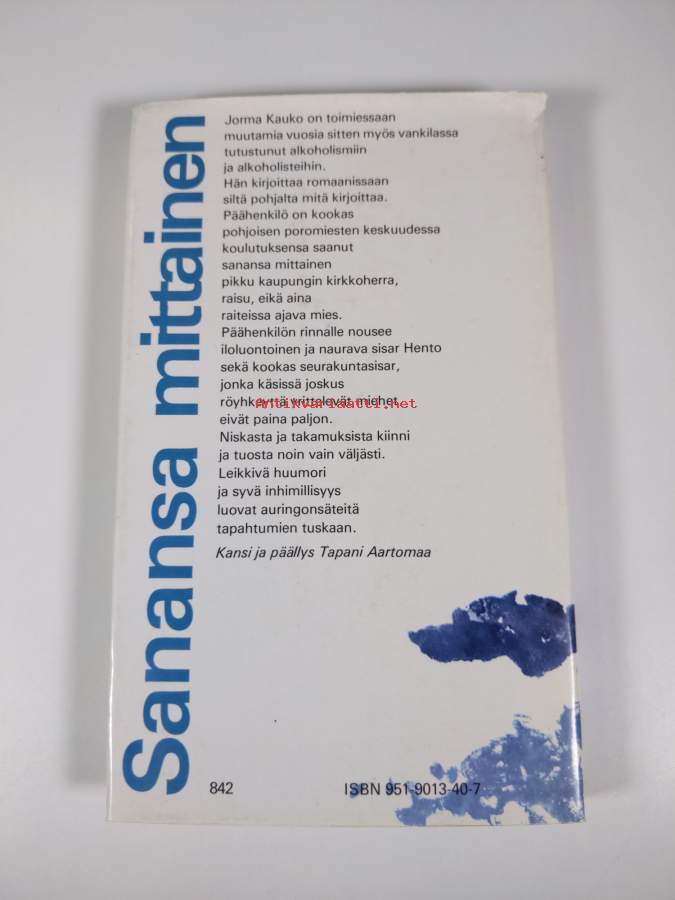 Sanansa mittainen
Jorma Kauko on toimiessaan
muutamia vuosia sitten myös vankilassa
tutustunut alkoholismiin
ja alkoholisteihin.
Hän kirjoittaa romaanissaan
siltä pohjalta mitä kirjoittaa.
Päähenkilö on kookas
pohjoisen poromiesten keskuudessa
koulutuksensa saanut
sanansa mittainen
pikku kaupungin kirkkoherra,
raisu, eikä aina
raiteissa ajava mies.
Päähenkilön rinnalle nousee
iloluontoinen ja naurava sisar Hento
sekä kookas seurakuntasisar,
jonka käsissä joskus
miehet
Antikvariaatti.net
eivät paina paljon.
Niskasta ja takamuksista kiinni
ja tuosta noin vain väljästi.
Leikkivä huumori
ja syvä inhimillisyys
luovat auringonsäteitä
tapahtumien tuskaan.
Kansi ja päällys Tapani Aartomaa
842
ISBN 951-9013-40-7